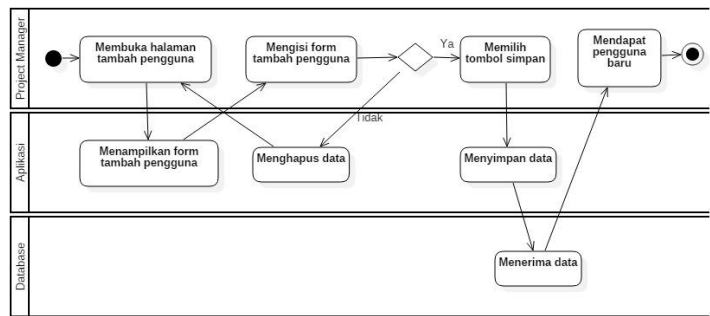 Project Manager
Membuka halaman
tambah pengguna
Mengisi form
tambah pengguna
Ya
Memilih
tombol simpan
Mendapat
pengguna
baru
Tidak
Aplikasi
Menampilkan form
tambah pengguna
Menghapus data
Menyimpan data
Database
Menerima data